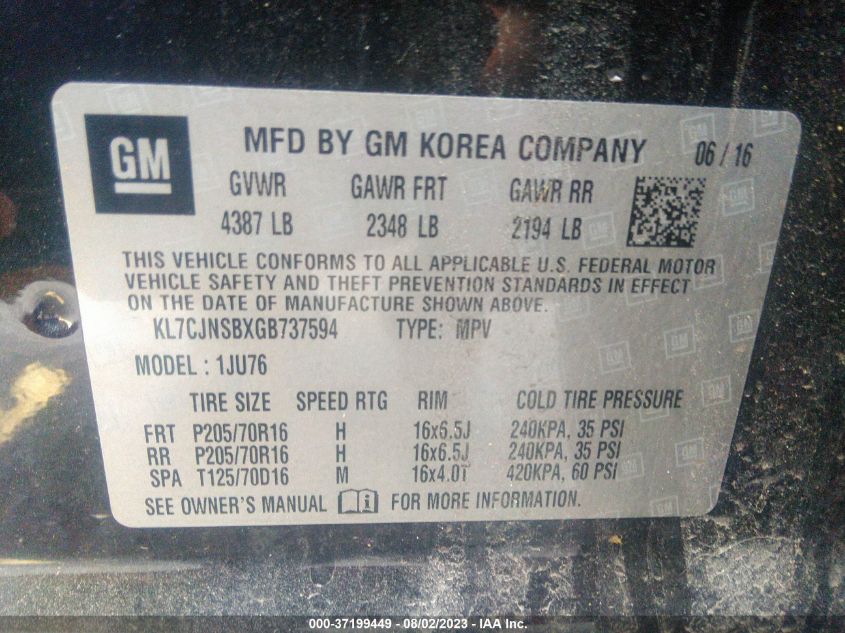 GM
MFD BY GM KOREA COMPANY 06/16
GVWR GAWR FRT GAWR RR
4387 LB 2348 LB 2194 LB
THIS VEHICLE CONFORMS TO ALL APPLICABLE U.S. FEDERAL MOTOR
VEHICLE SAFETY AND THEFT PREVENTION STANDARDS IN EFFECT
ON THE DATE OF MANUFACTURE SHOWN ABOVE.
KL7CJNSBXGB737594 TYPE: MPV
MODEL : 1JU76
TIRE SIZE SPEED RTG RIM COLD TIRE PRESSURE
FRT P205/70R16 H 16x6.5J 240KPA, 35 PSI
RR P205/70R16 H 16x6.5J 240KPA, 35 PSI
SPA T125/70D16 M 16x4.0T 420KPA, 60 PSI
SEE OWNER'S MANUAL i FOR MORE INFORMATION.
000-37199449 - 08/02/2023 - IAA Inc.